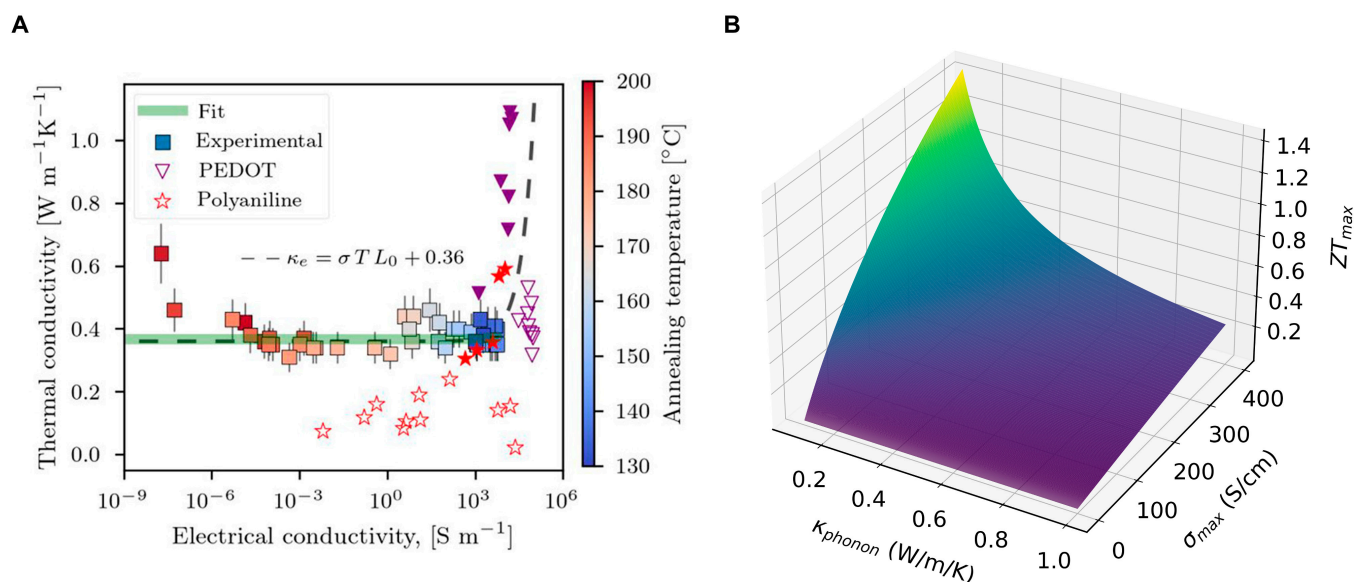 A
B
Thermal conductivity [W m⁻¹K⁻¹]
1.0
0.8
0.6
0.4
0.2
0.0
Fit
Experimental
PEDOT
Polyaniline
− − κₑ = σ T L₀ + 0.36
10⁻⁹
10⁻⁶
10⁻³
10⁰
10³
10⁶
Electrical conductivity, [S m⁻¹]
200
190
180
170
160
150
140
130
Annealing temperature [°C]
1.4
1.2
1.0
0.8
0.6
0.4
0.2
ZT_max
0.2
0.4
0.6
0.8
1.0
κ_phonon (W/m/K)
0
100
200
300
400
σ_max (S/cm)